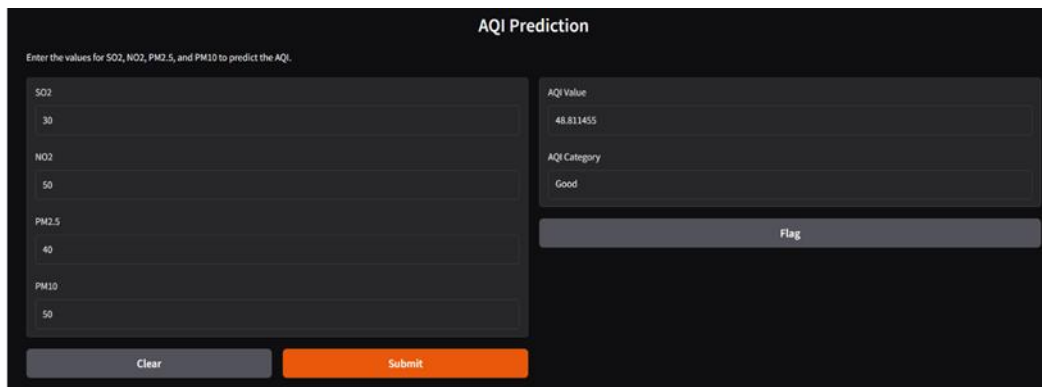 AQI Prediction
Enter the values for SO2, NO2, PM2.5, and PM10 to predict the AQI.
SO2
30
NO2
50
PM2.5
40
PM10
50
Clear
Submit
AQI Value
48.811455
AQI Category
Good
Flag